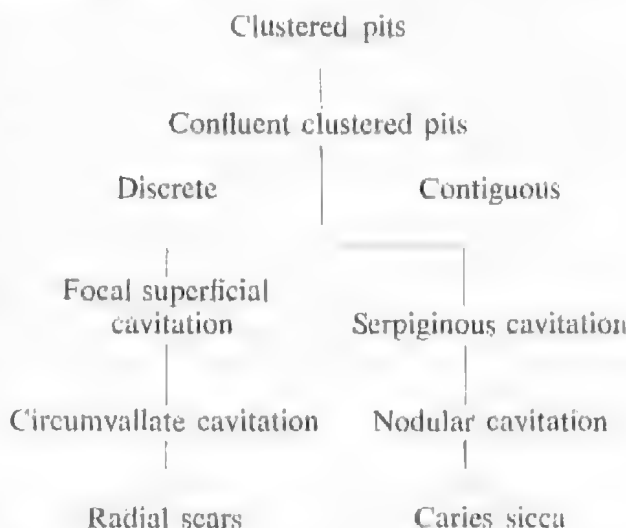 Clustered pits
Confluent clustered pits
Discrete Contiguous
Focal superficial
cavitation Serpiginous cavitation
Circumvallate cavitation Nodular cavitation
Radial scars Caries sicca